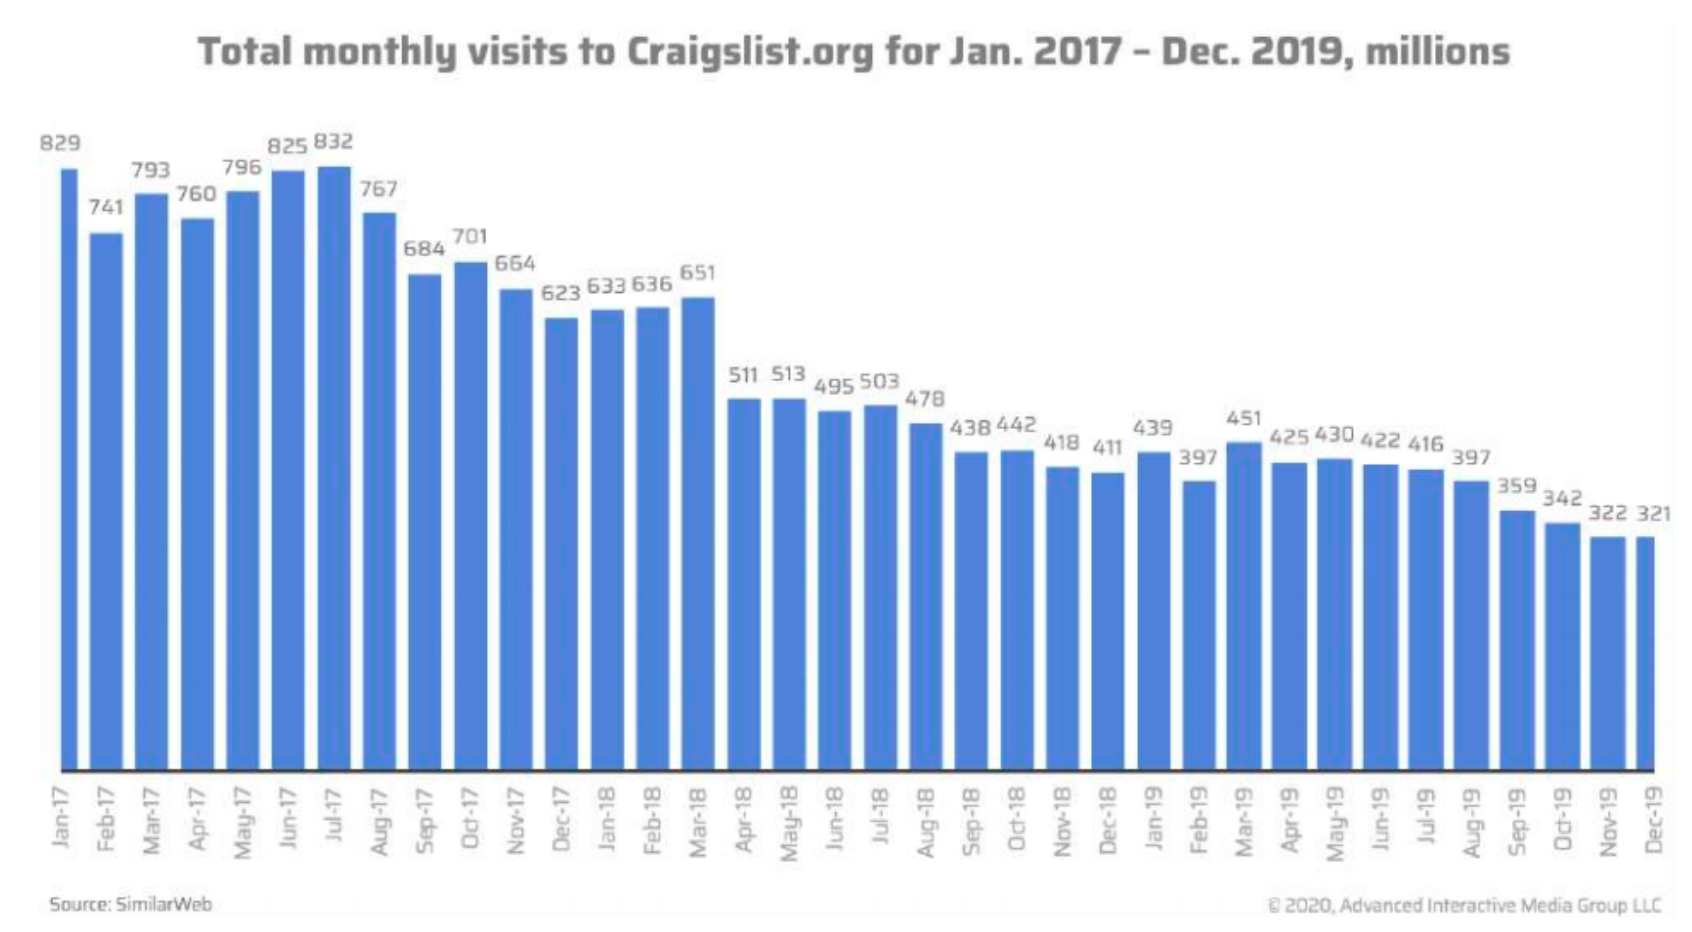 Total monthly visits to Craigslist.org for Jan. 2017 – Dec. 2019, millions
829
741
793
760
796
825
832
767
684
701
664
623
633
636
651
511
513
495
503
478
438
442
418
411
439
397
451
425
430
422
416
397
359
342
322
321
Jan-17
Feb-17
Mar-17
Apr-17
May-17
Jun-17
Jul-17
Aug-17
Sep-17
Oct-17
Nov-17
Dec-17
Jan-18
Feb-18
Mar-18
Apr-18
May-18
Jun-18
Jul-18
Aug-18
Sep-18
Oct-18
Nov-18
Dec-18
Jan-19
Feb-19
Mar-19
Apr-19
May-19
Jun-19
Jul-19
Aug-19
Sep-19
Oct-19
Nov-19
Dec-19
Source: SimilarWeb
© 2020, Advanced Interactive Media Group LLC